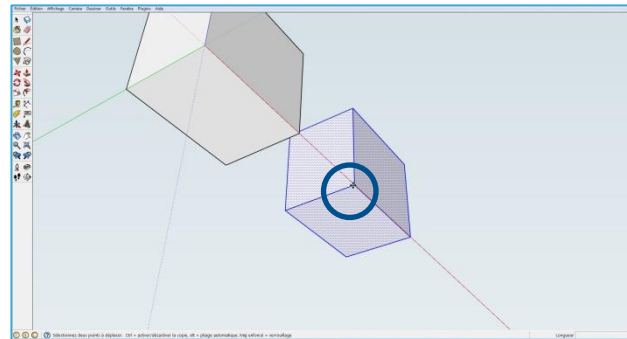 Fichier Edition Affichage Caméra Dessiner Outils Fenêtre Plugins Aide
Sélectionnez deux points à déplacer. Ctrl = activer/désactiver la copie, Alt = pliage automatique, Maj enfoncé = verrouillage
Longueur